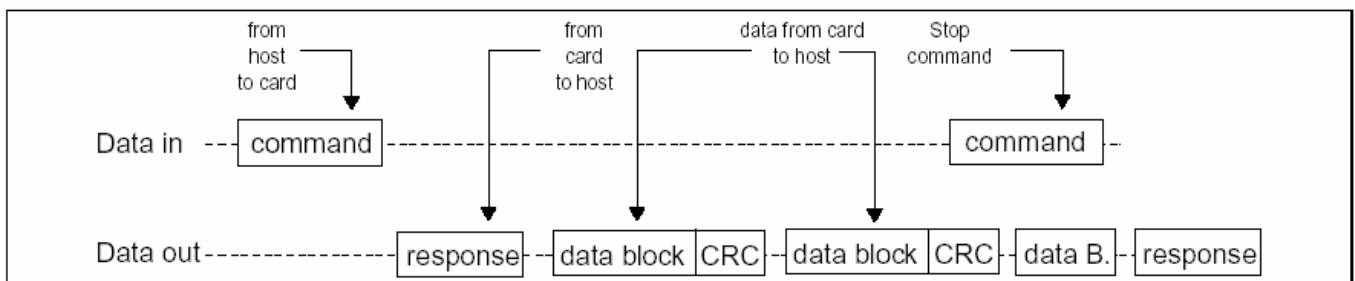 from
host
to card
from
card
to host
data from card
to host
Stop
command
Data in command command
Data out response data block CRC data block CRC data B. response